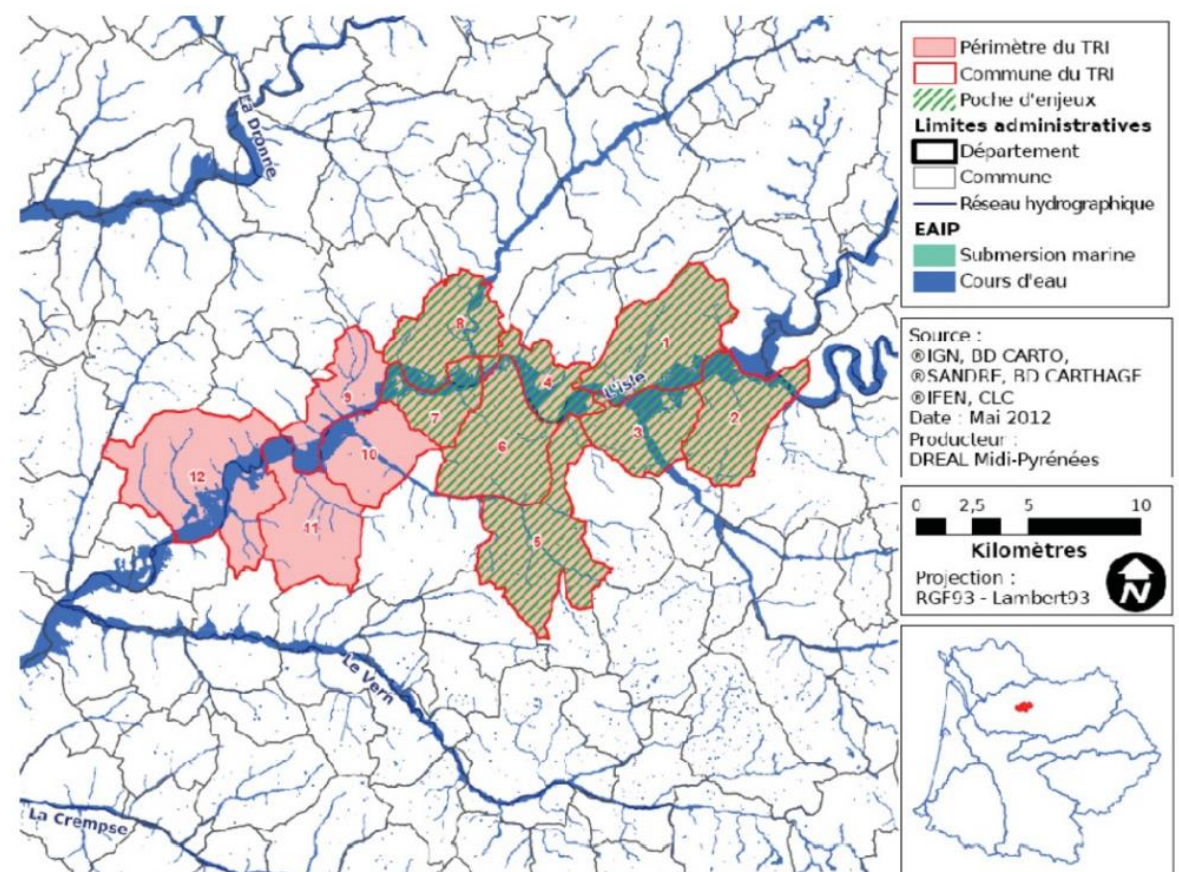 La Dronne
8
1
4
L'isle
9
7
2
3
6
10
12
11
5
Le Vern
La Crempse
Périmètre du TRI
Commune du TRI
Poche d'enjeux
Limites administratives
Département
Commune
Réseau hydrographique
EAIP
Submersion marine
Cours d'eau
Source :
®IGN, BD CARTO,
®SANDRE, BD CARTHAGE
®IFEN, CLC
Date : Mai 2012
Producteur :
DREAL Midi-Pyrénées
0 2,5 5 10
Kilomètres
Projection :
RGF93 - Lambert93
N